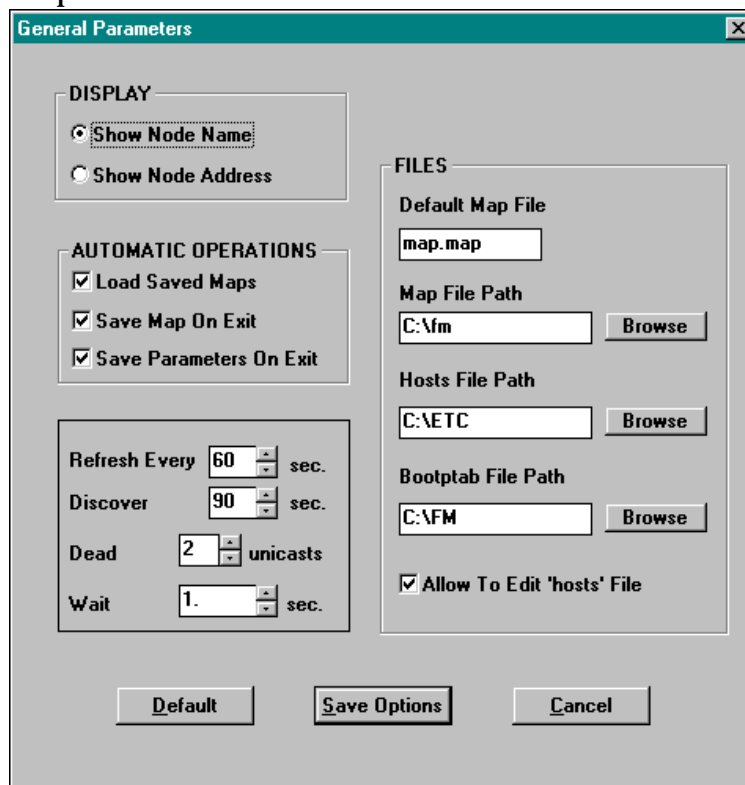 General Parameters
DISPLAY
Show Node Name
Show Node Address
AUTOMATIC OPERATIONS
Load Saved Maps
Save Map On Exit
Save Parameters On Exit
Refresh Every 60 sec.
Discover 90 sec.
Dead 2 unicasts
Wait 1. sec.
FILES
Default Map File
map.map
Map File Path
C:\fm Browse
Hosts File Path
C:\ETC Browse
Bootptab File Path
C:\FM Browse
Allow To Edit 'hosts' File
Default Save Options Cancel